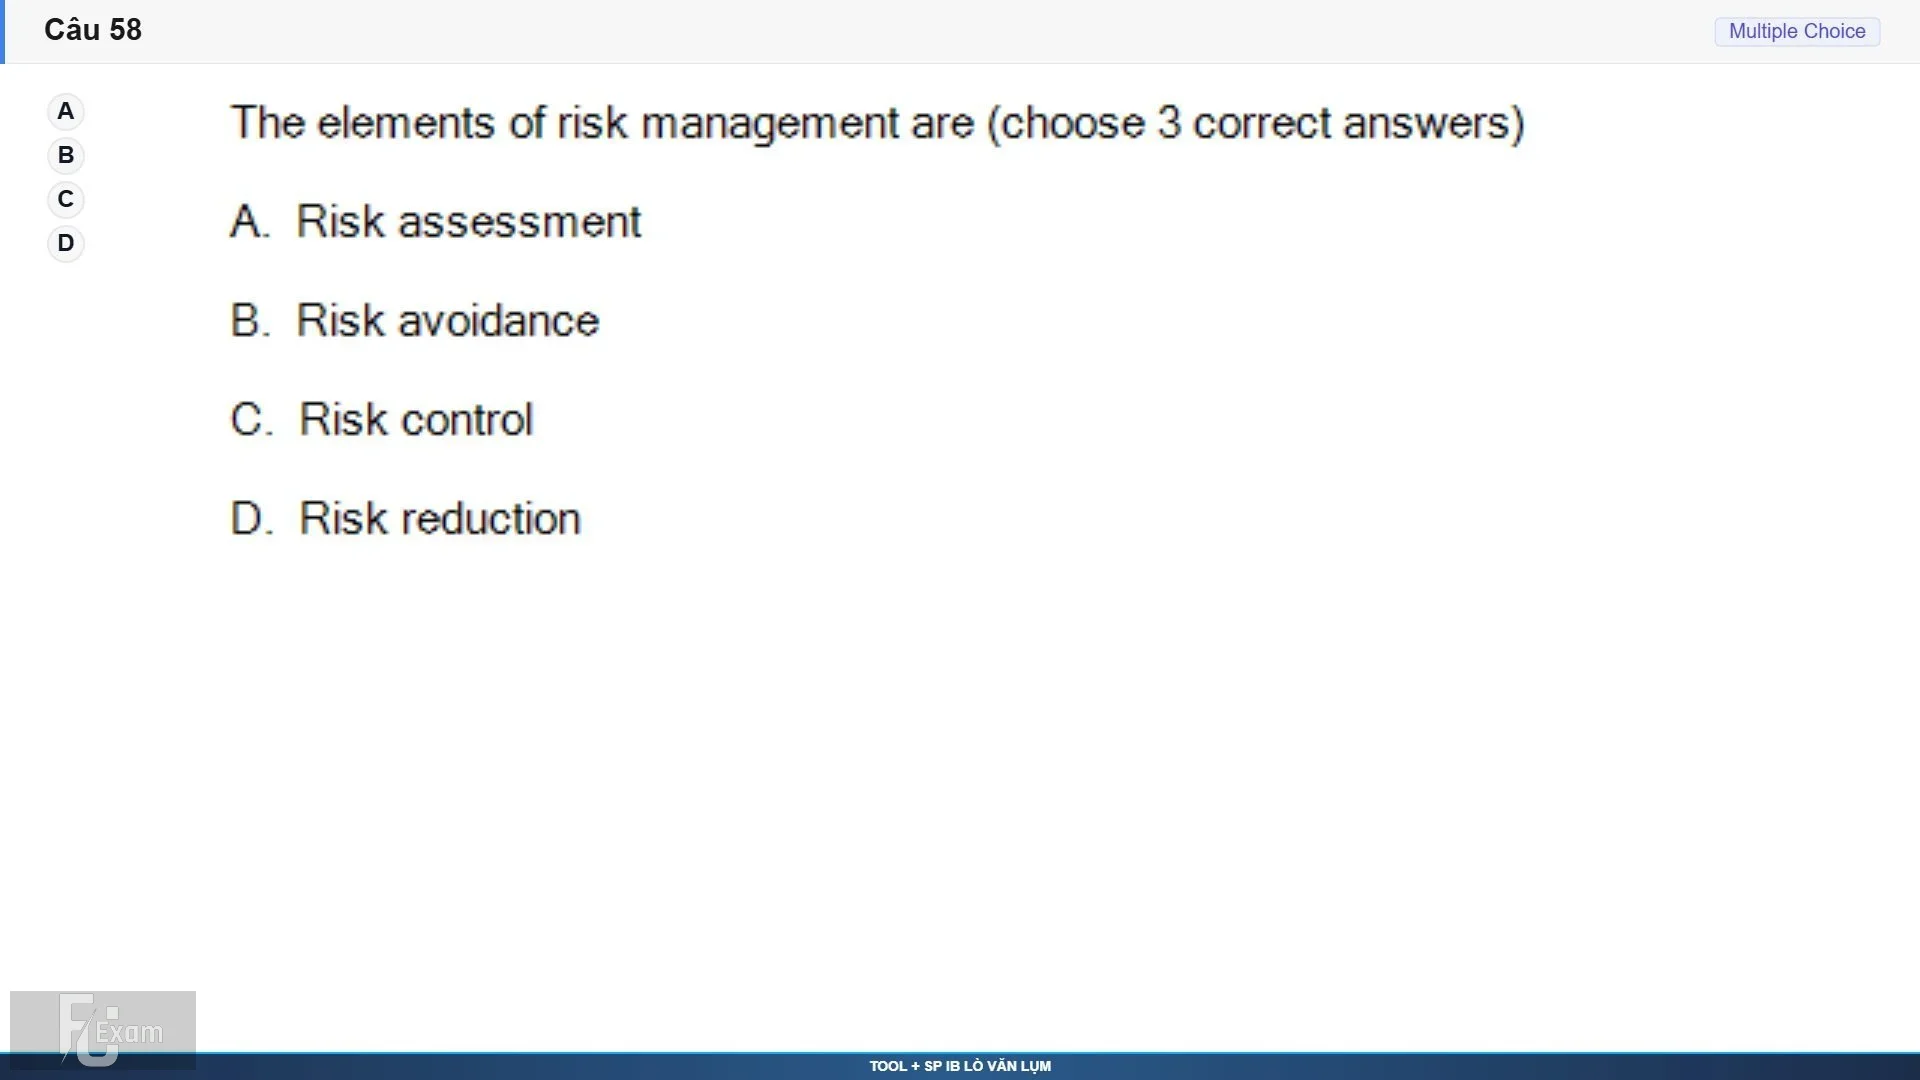 Câu 58
Multiple Choice
A
B
C
D
The elements of risk management are (choose 3 correct answers)
A. Risk assessment
B. Risk avoidance
C. Risk control
D. Risk reduction
FU Exam
TOOL + SP IB LÒ VĂN LỤM